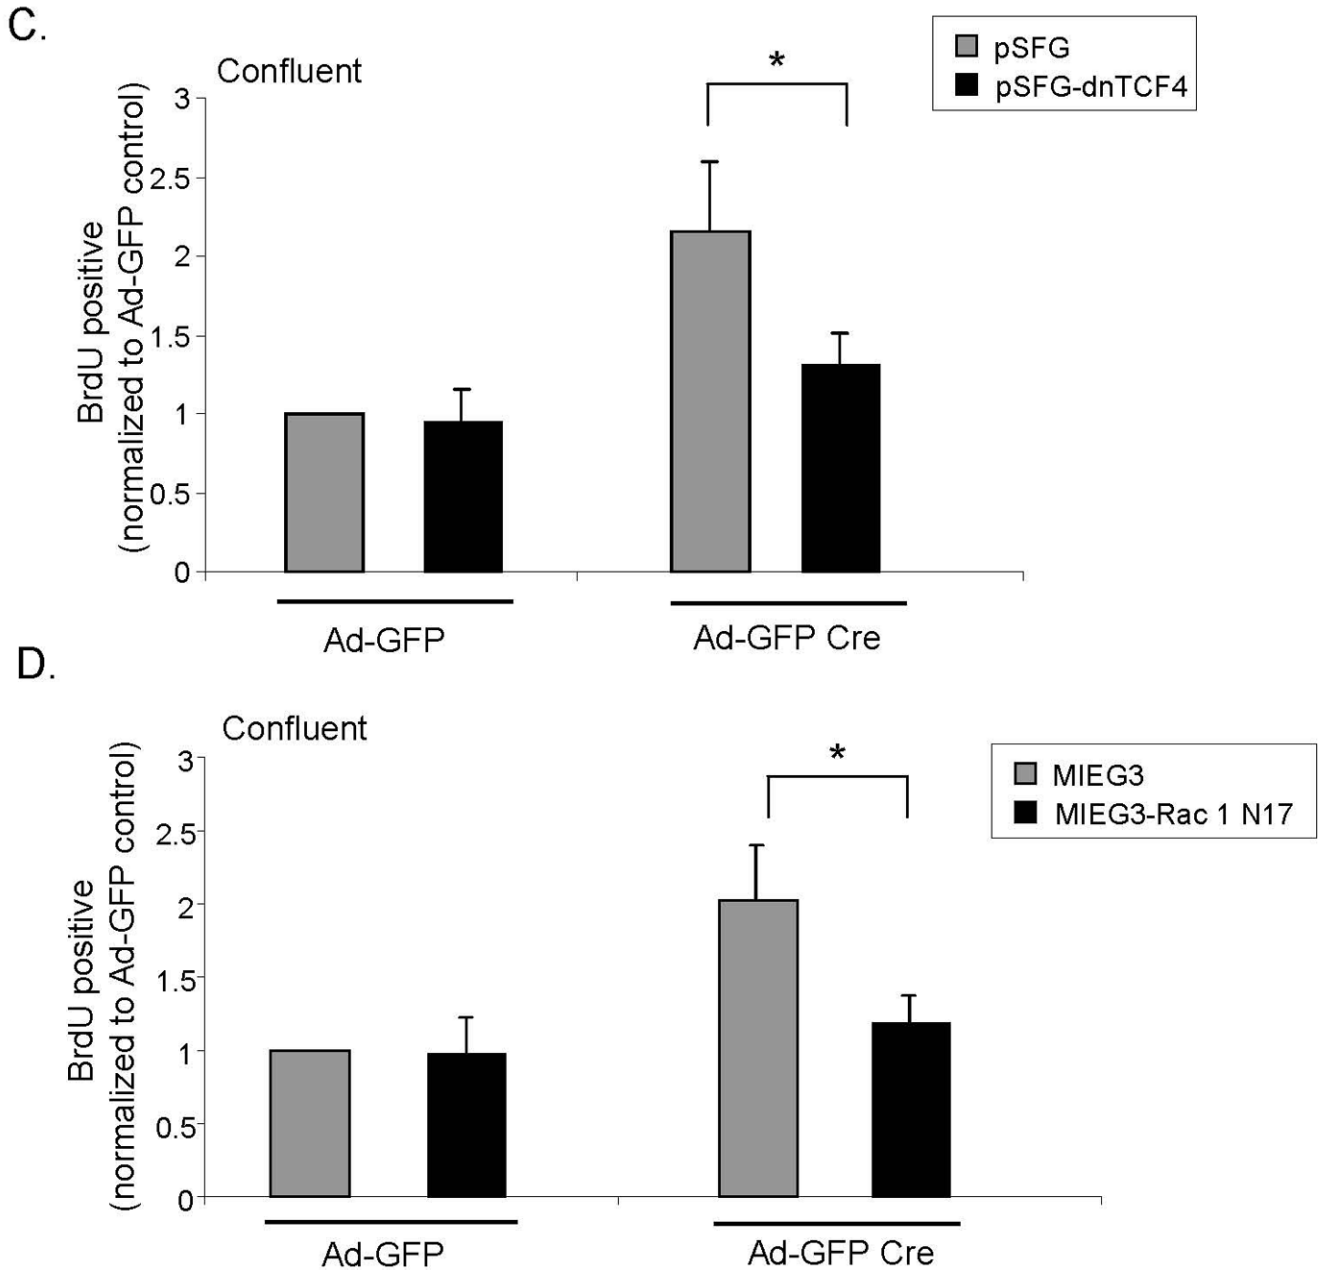 C.
Confluent
*
pSFG
pSFG-dnTCF4
BrdU positive
(normalized to Ad-GFP control)
3
2.5
2
1.5
1
0.5
0
Ad-GFP
Ad-GFP Cre
D.
Confluent
*
MIEG3
MIEG3-Rac 1 N17
BrdU positive
(normalized to Ad-GFP control)
3
2.5
2
1.5
1
0.5
0
Ad-GFP
Ad-GFP Cre